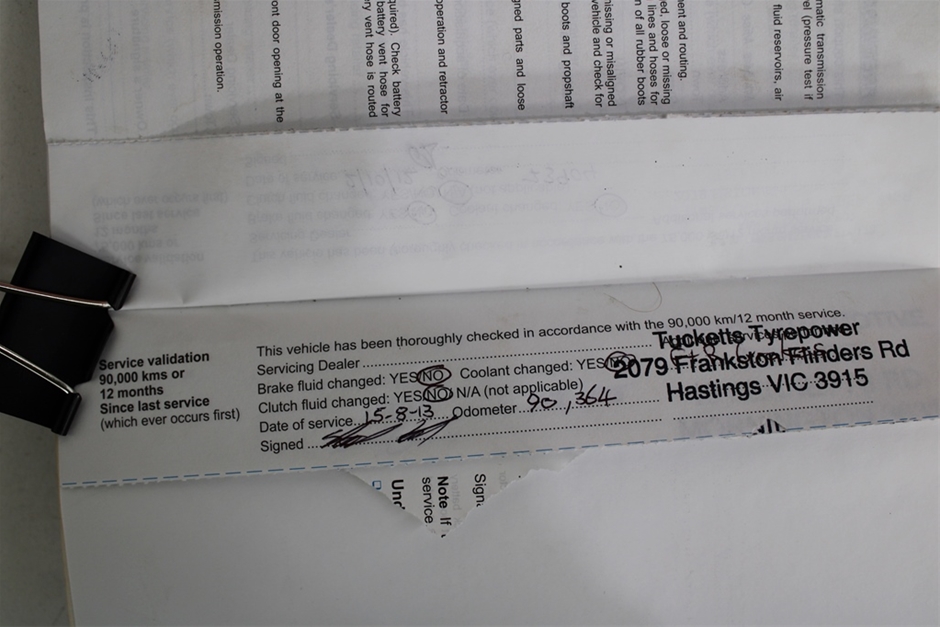 mission operation.
ont door opening at the
quired). Check battery
battery vent hose for
ry vent hose is routed
operation and retractor
gned parts and loose
boots and propshaft
issing or misaligned
vehicle and check for
ent and routing.
ed, loose or missing
lines and hoses for
n of all rubber boots
fluid reservoirs, air
matic transmission
el (pressure test if
Service validation
90,000 kms or
12 months
Since last service
(which ever occurs first)
This vehicle has been thoroughly checked in accordance with the 90,000 km/12 month service.
Servicing Dealer
Brake fluid changed: YES/NO Coolant changed: YES/NO
Clutch fluid changed: YES/NO N/A (not applicable)
Date of service 15-8-13 Odometer 90,364
Signed
Tucketts Tyrepower
2079 Frankston Flinders Rd
Hastings VIC 3915
Und
service
Note If
Sign